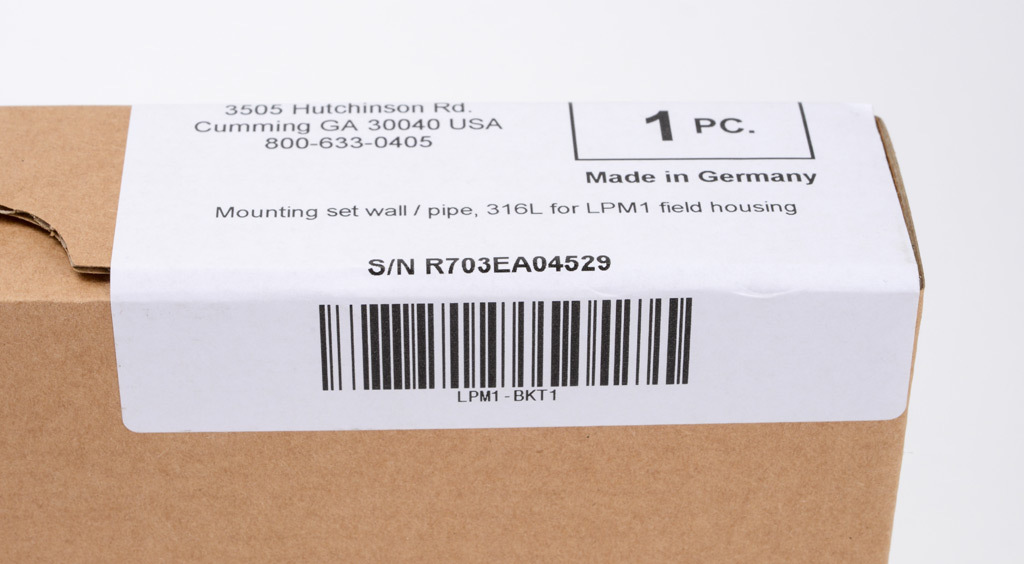 3505 Hutchinson Rd.
Cumming GA 30040 USA
800-633-0405
1 PC.
Made in Germany
Mounting set wall / pipe, 316L for LPM1 field housing
S/N R703EA04529
LPM1-BKT1